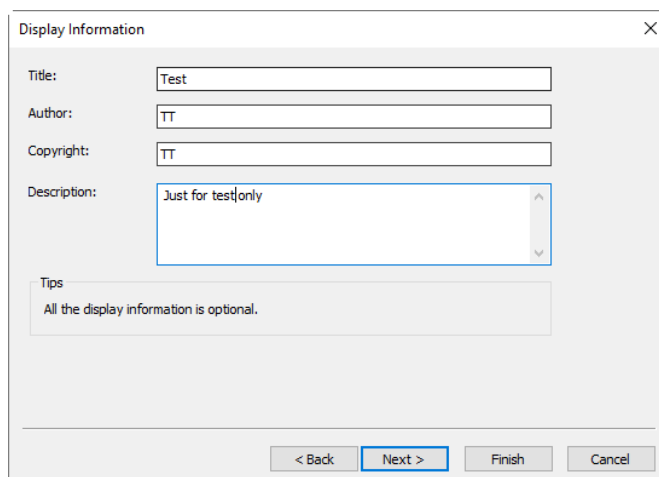 Display Information
Title: Test
Author: TT
Copyright: TT
Description: Just for test only
Tips
All the display information is optional.
< Back Next > Finish Cancel